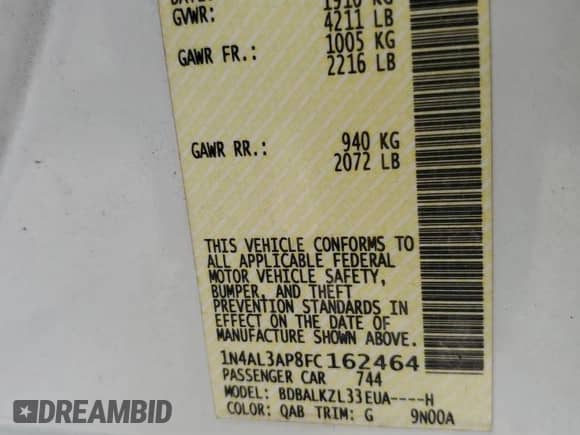 GVWR: 1910 KG
4211 LB
GAWR FR.: 1005 KG
2216 LB
GAWR RR.: 940 KG
2072 LB
THIS VEHICLE CONFORMS TO
ALL APPLICABLE FEDERAL
MOTOR VEHICLE SAFETY,
BUMPER, AND THEFT
PREVENTION STANDARDS IN
EFFECT ON THE DATE OF
MANUFACTURE SHOWN ABOVE
1N4AL3AP8FC162464
PASSENGER CAR 744
MODEL: BDBALKZL33EUA----H
COLOR: QAB TRIM: G 9N00A
DREAMBID